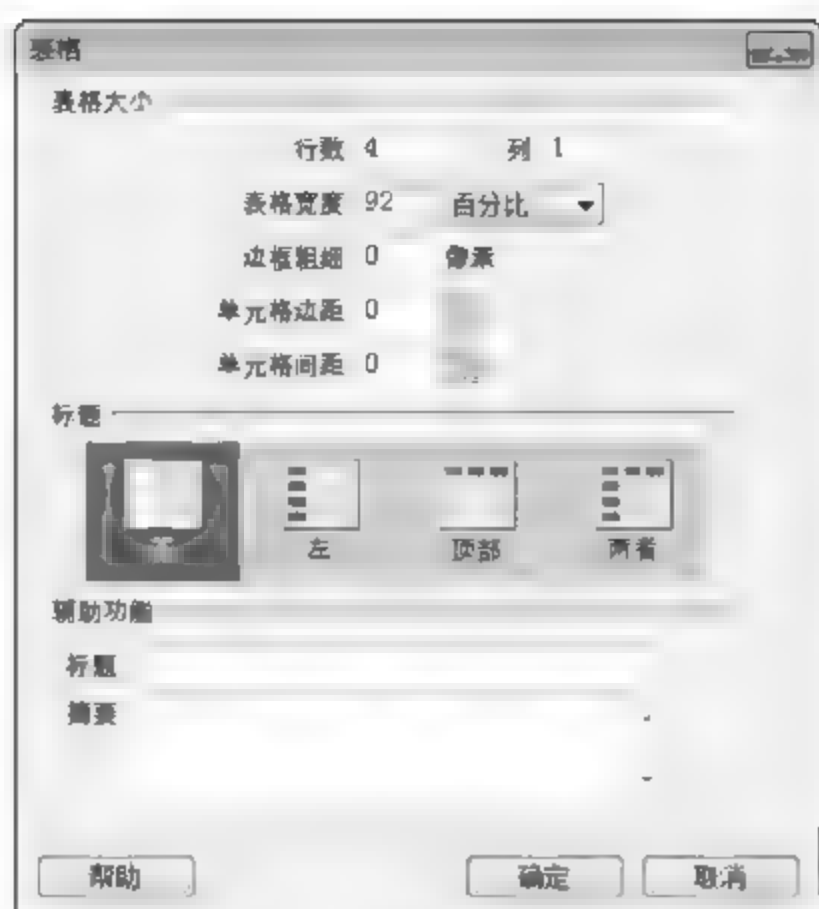 表格
表格大小
行数 4 列 1
表格宽度 92 百分比
边框粗细 0 像素
单元格边距 0
单元格间距 0
标题
左 顶部 两者
辅助功能
标题
摘要
帮助 确定 取消